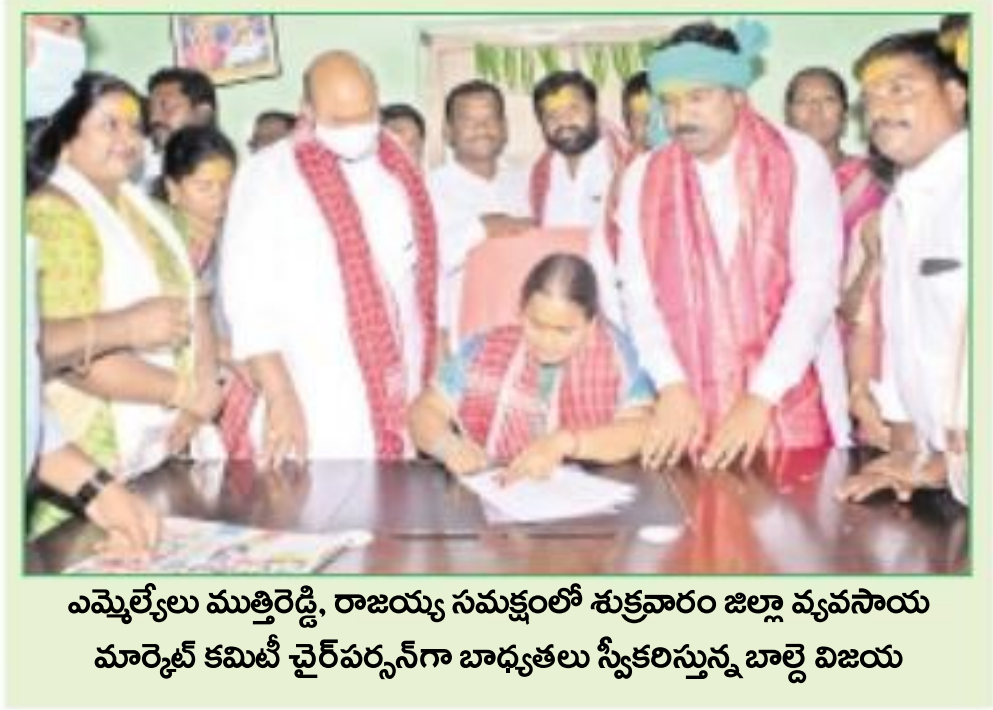 ఎమ్మెల్యేలు ముత్తిరెడ్డి, రాజయ్య సమక్షంలో శుక్రవారం జిల్లా వ్యవసాయ
మార్కెట్ కమిటీ చైర్‌పర్సన్‌గా బాధ్యతలు స్వీకరిస్తున్న బాల్దె విజయ